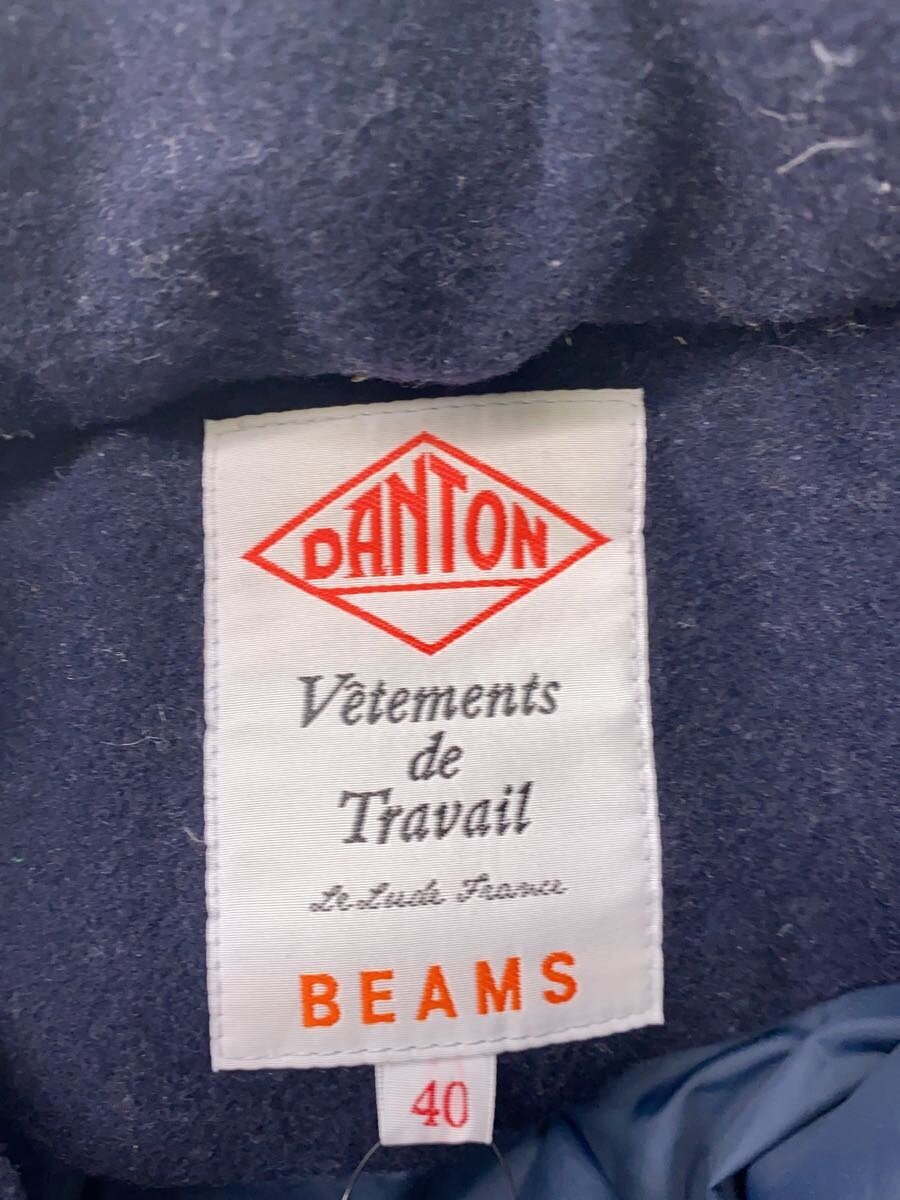 DANTON
Vêtements
de
Travail
Le Lude France
BEAMS
40